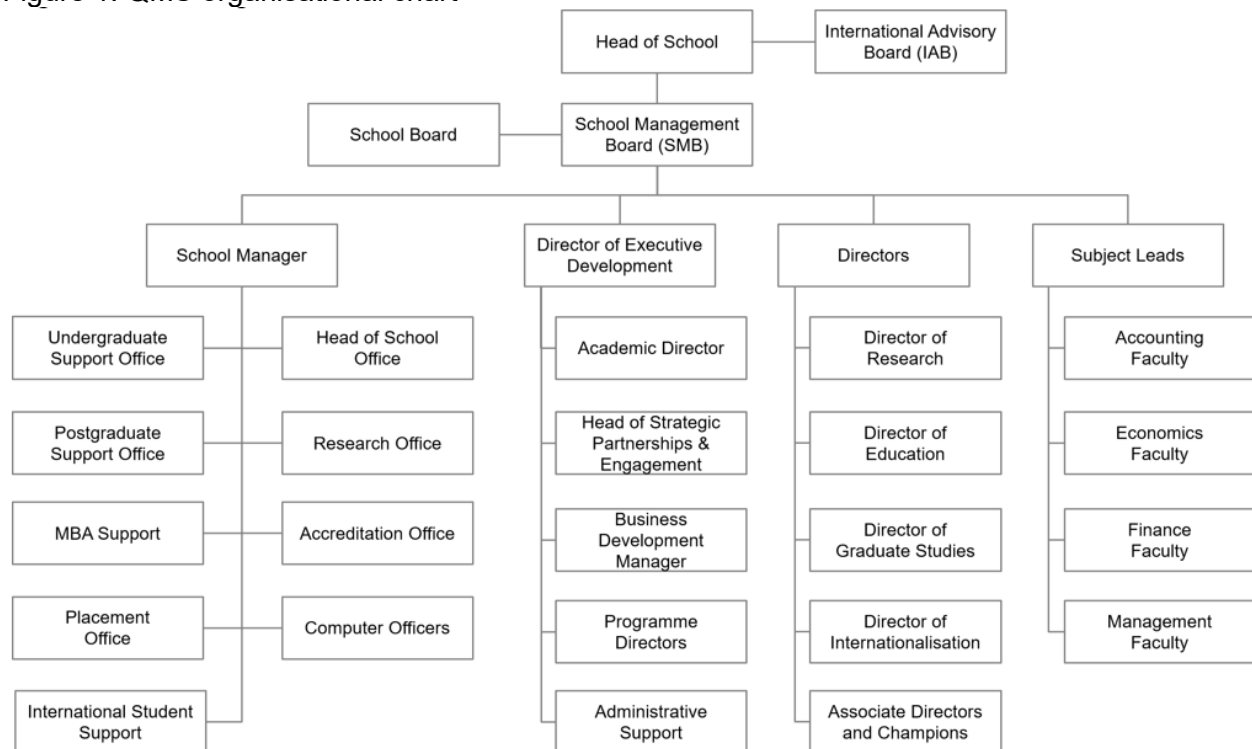 Figure 1: QMS organisational chart
Head of School
International Advisory
Board (IAB)
School Board
School Management
Board (SMB)
School Manager
Director of Executive
Development
Directors
Subject Leads
Undergraduate
Support Office
Head of School
Office
Academic Director
Director of
Research
Accounting
Faculty
Postgraduate
Support Office
Research Office
Head of Strategic
Partnerships &
Engagement
Director of
Education
Economics
Faculty
MBA Support
Accreditation Office
Business
Development
Manager
Director of
Graduate Studies
Finance
Faculty
Placement
Office
Computer Officers
Programme
Directors
Director of
Internationalisation
Management
Faculty
International Student
Support
Administrative
Support
Associate Directors
and Champions